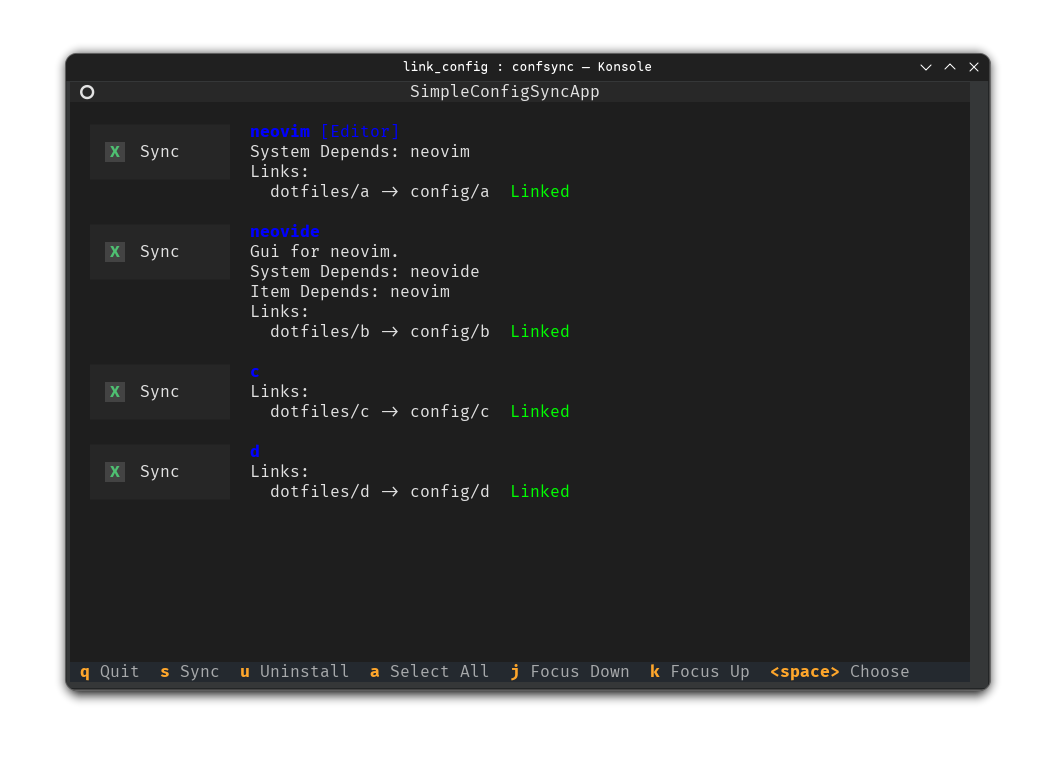 link_config : confsync — Konsole
SimpleConfigSyncApp
X Sync
neovim [Editor]
System Depends: neovim
Links:
dotfiles/a → config/a Linked
X Sync
neovide
Gui for neovim.
System Depends: neovide
Item Depends: neovim
Links:
dotfiles/b → config/b Linked
X Sync
c
Links:
dotfiles/c → config/c Linked
X Sync
d
Links:
dotfiles/d → config/d Linked
q Quit s Sync u Uninstall a Select All j Focus Down k Focus Up <space> Choose